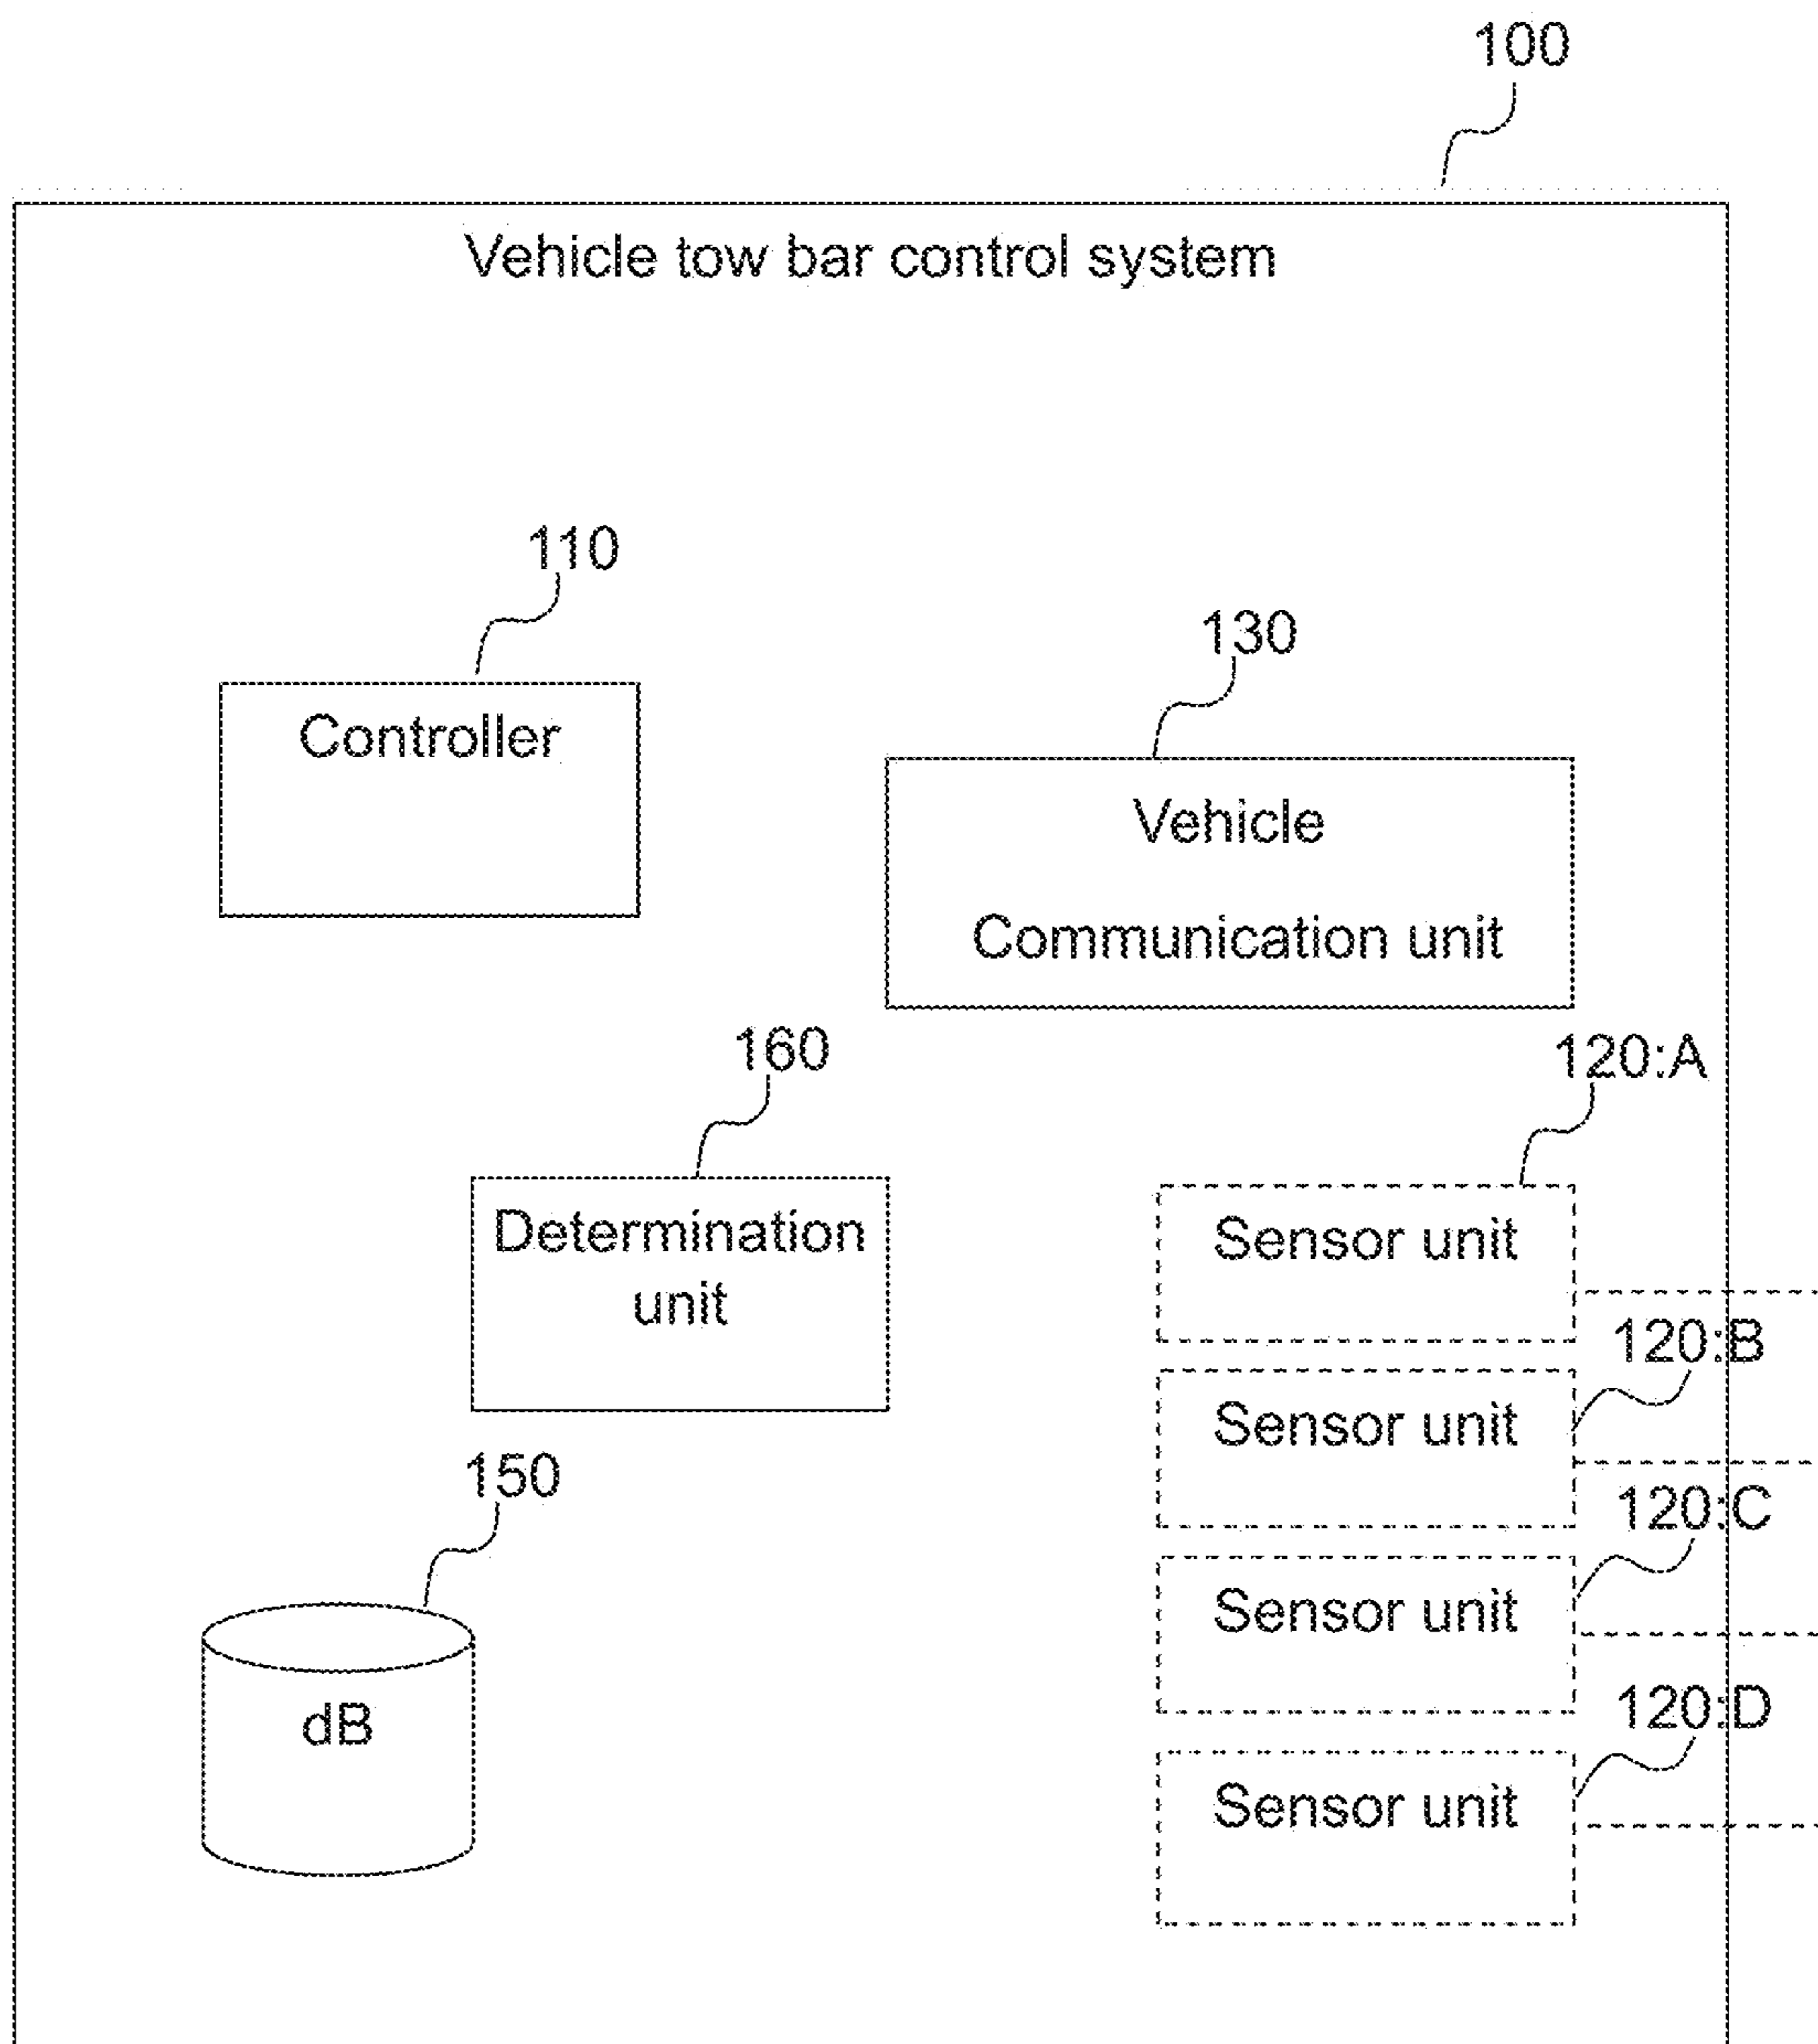 100
Vehicle tow bar control system
110
130
Controller
Vehicle
Communication unit
160
120:A
Determination
unit
Sensor unit
120:B
Sensor unit
150
120:C
Sensor unit
dB
120:D
Sensor unit